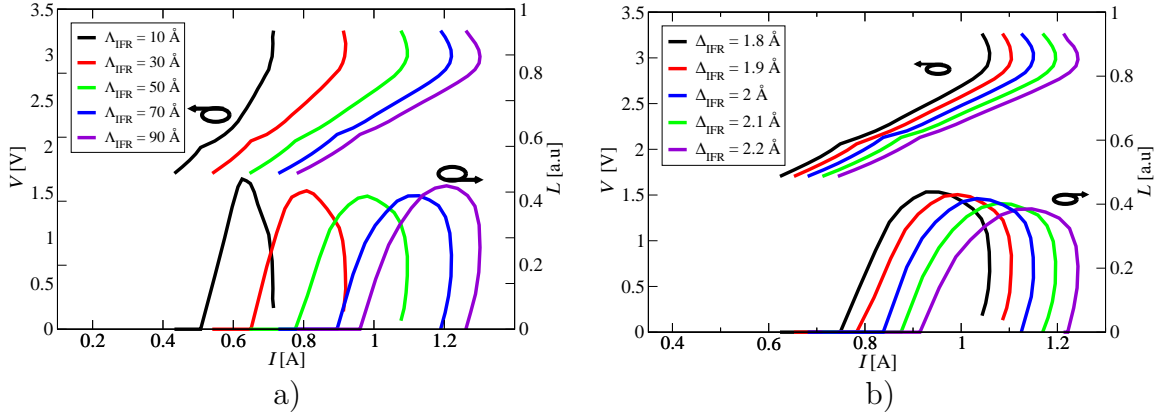 3.5
3
2.5
2
1.5
1
0.5
0
V [V]
Λ_IFR = 10 Å
Λ_IFR = 30 Å
Λ_IFR = 50 Å
Λ_IFR = 70 Å
Λ_IFR = 90 Å
1
0.8
0.6
0.4
0.2
0
L [a.u]
0.2 0.4 0.6 0.8 1 1.2
I [A]
a)
3.5
3
2.5
2
1.5
1
0.5
0
V [V]
Δ_IFR = 1.8 Å
Δ_IFR = 1.9 Å
Δ_IFR = 2 Å
Δ_IFR = 2.1 Å
Δ_IFR = 2.2 Å
1
0.8
0.6
0.4
0.2
0
L [a.u]
0.4 0.6 0.8 1 1.2
I [A]
b)